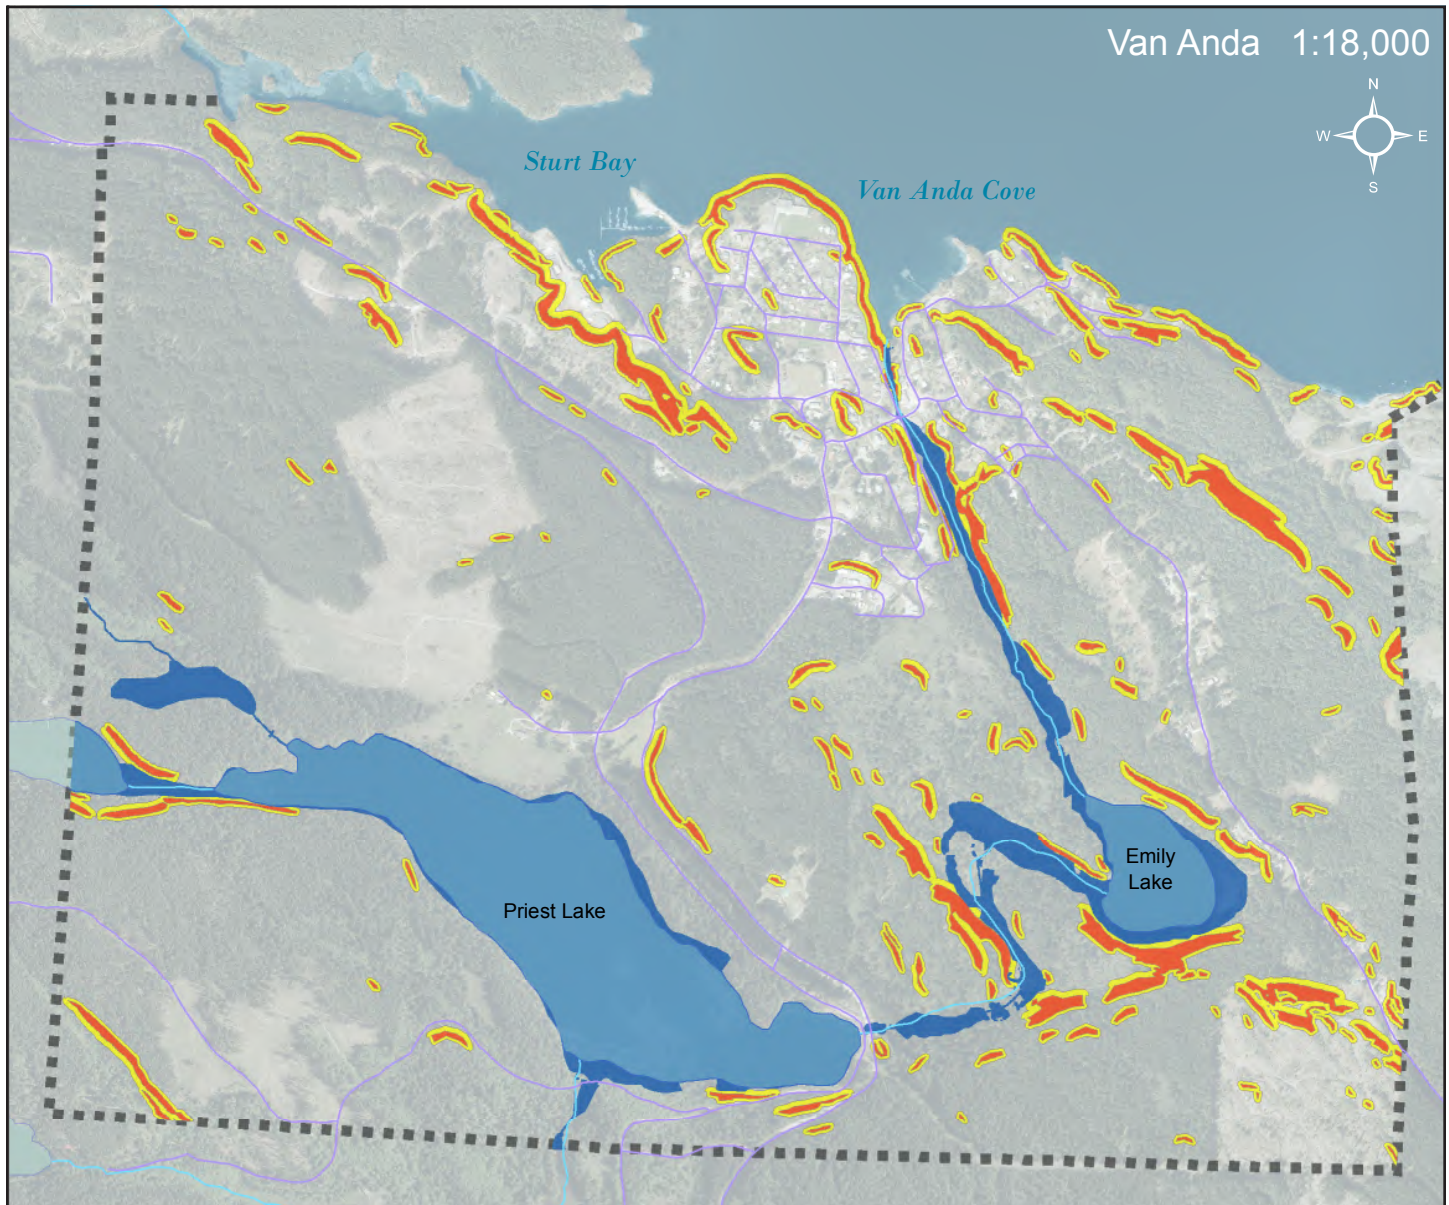 Van Anda 1:18,000
N
W E
S
Sturt Bay
Van Anda Cove
Emily
Lake
Priest Lake